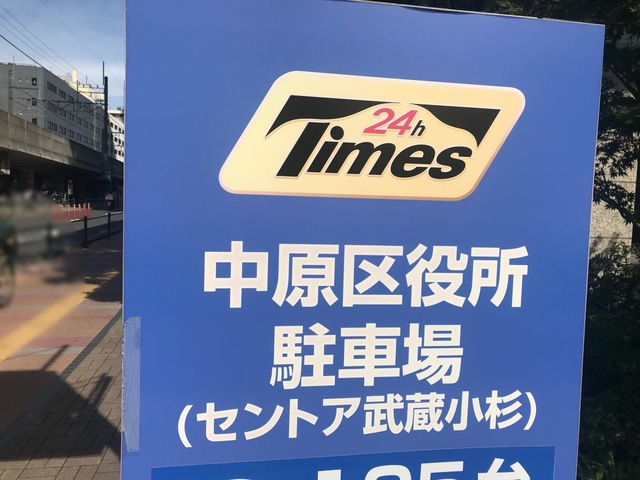 24h
Times
中原区役所
駐車場
(セントア武蔵小杉)